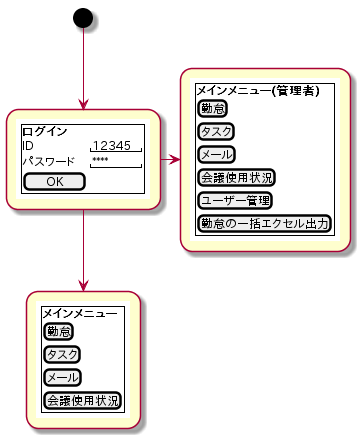 ログイン
ID 12345
パスワード ****
OK
メインメニュー(管理者)
勤怠
タスク
メール
会議使用状況
ユーザー管理
勤怠の一括エクセル出力
メインメニュー
勤怠
タスク
メール
会議使用状況